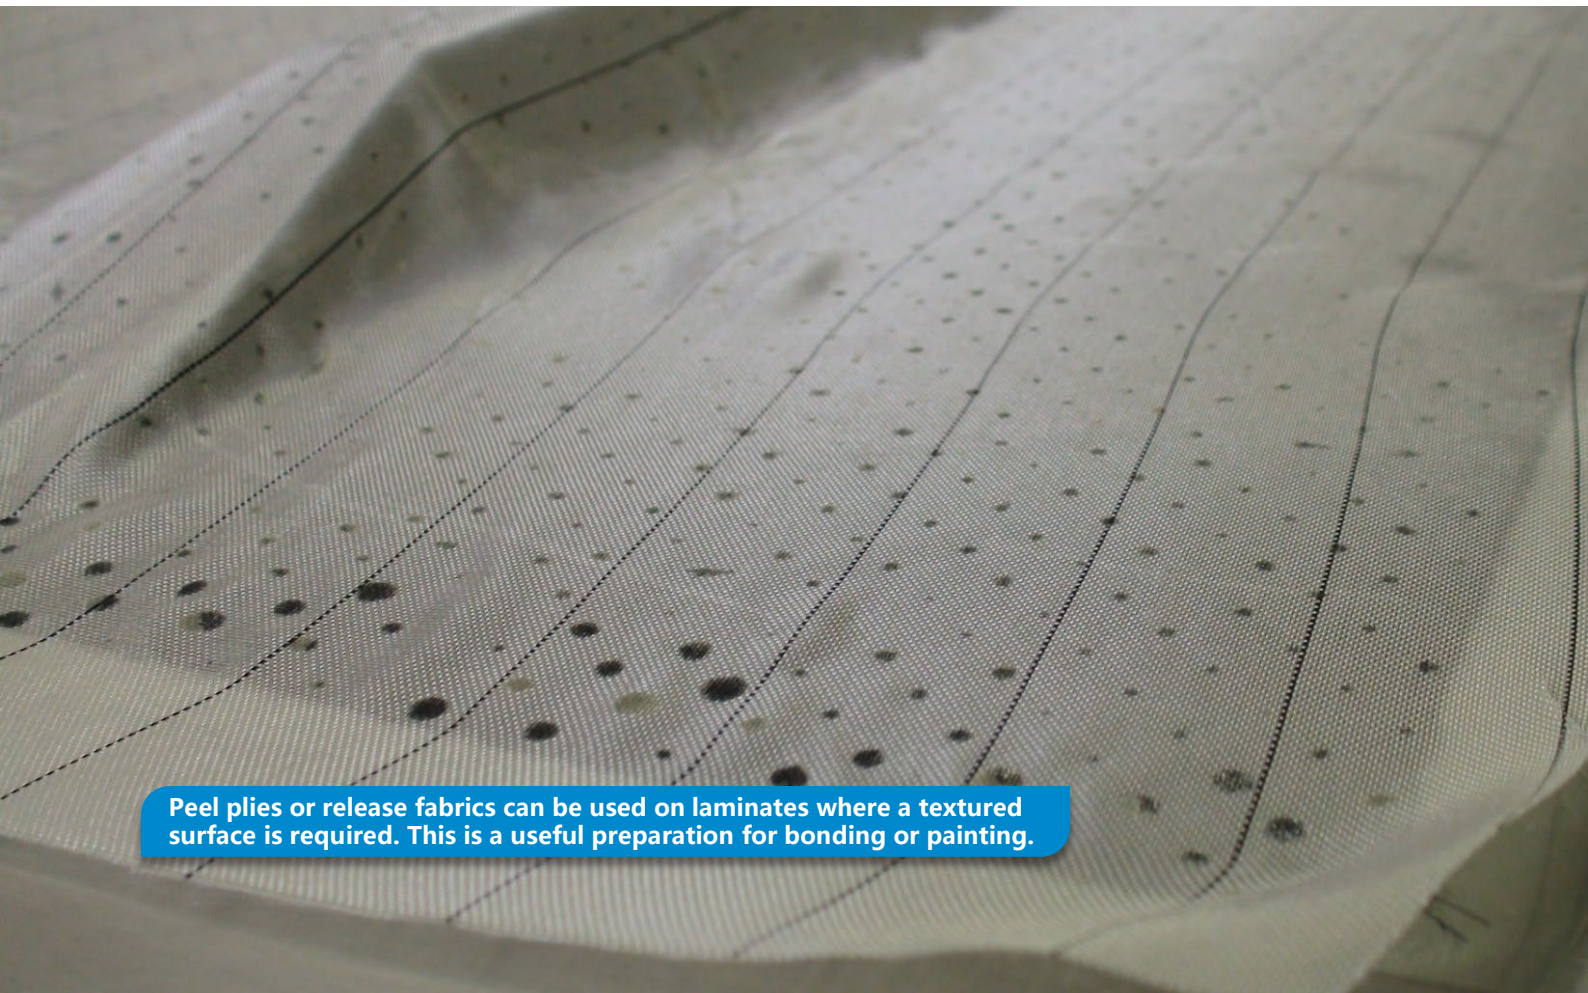 Peel plies or release fabrics can be used on laminates where a textured
surface is required. This is a useful preparation for bonding or painting.